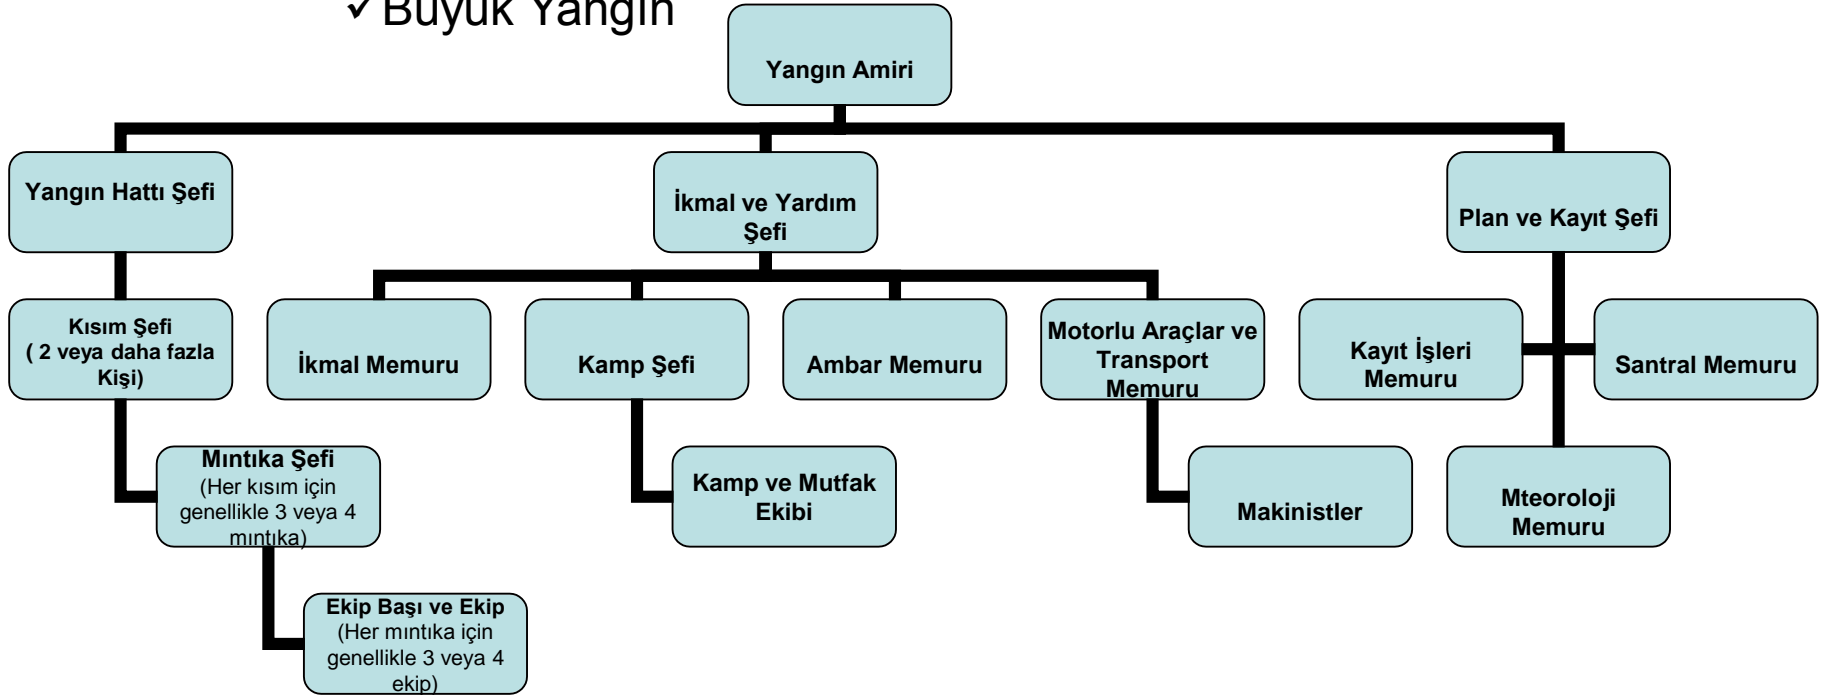 ✓Büyük Yangın
Yangın Amiri
Yangın Hattı Şefi
İkmal ve Yardım
Şefi
Plan ve Kayıt Şefi
Kısım Şefi
( 2 veya daha fazla
Kişi)
İkmal Memuru
Kamp Şefi
Ambar Memuru
Motorlu Araçlar ve
Transport
Memuru
Kayıt İşleri
Memuru
Santral Memuru
Mıntıka Şefi
(Her kısım için
genellikle 3 veya 4
mıntıka)
Kamp ve Mutfak
Ekibi
Makinistler
Mteoroloji
Memuru
Ekip Başı ve Ekip
(Her mıntıka için
genellikle 3 veya 4
ekip)